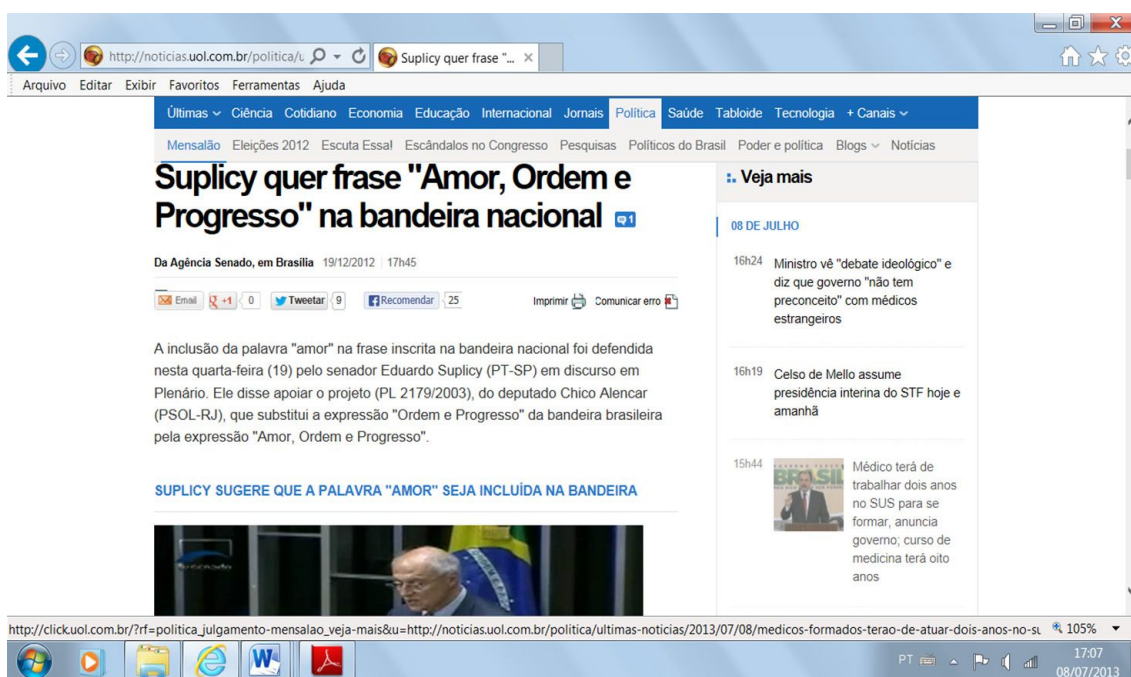 http://noticias.uol.com.br/politica/u
Suplicy quer frase "...
Arquivo Editar Exibir Favoritos Ferramentas Ajuda
Últimas Ciência Cotidiano Economia Educação Internacional Jornais Política Saúde Tabloide Tecnologia + Canais
Mensalão Eleições 2012 Escuta Essa! Escândalos no Congresso Pesquisas Políticos do Brasil Poder e política Blogs Notícias
Suplicy quer frase "Amor, Ordem e
Progresso" na bandeira nacional 1
Da Agência Senado, em Brasília 19/12/2012 | 17h45
Email +1 0 Tweetar 9 Recomendar 25 Imprimir Comunicar erro
A inclusão da palavra "amor" na frase inscrita na bandeira nacional foi defendida
nesta quarta-feira (19) pelo senador Eduardo Suplicy (PT-SP) em discurso em
Plenário. Ele disse apoiar o projeto (PL 2179/2003), do deputado Chico Alencar
(PSOL-RJ), que substitui a expressão "Ordem e Progresso" da bandeira brasileira
pela expressão "Amor, Ordem e Progresso".
SUPLICY SUGERE QUE A PALAVRA "AMOR" SEJA INCLUÍDA NA BANDEIRA
Veja mais
08 DE JULHO
16h24 Ministro vê "debate ideológico" e
diz que governo "não tem
preconceito" com médicos
estrangeiros
16h19 Celso de Mello assume
presidência interina do STF hoje e
amanhã
15h44 Médico terá de
trabalhar dois anos
no SUS para se
formar, anuncia
governo; curso de
medicina terá oito
anos
BRASIL
http://click.uol.com.br/?rf=politica_julgamento-mensalao_veja-mais&u=http://noticias.uol.com.br/politica/ultimas-noticias/2013/07/08/medicos-formados-terao-de-atuar-dois-anos-no-su 105%
PT 17:07
08/07/2013